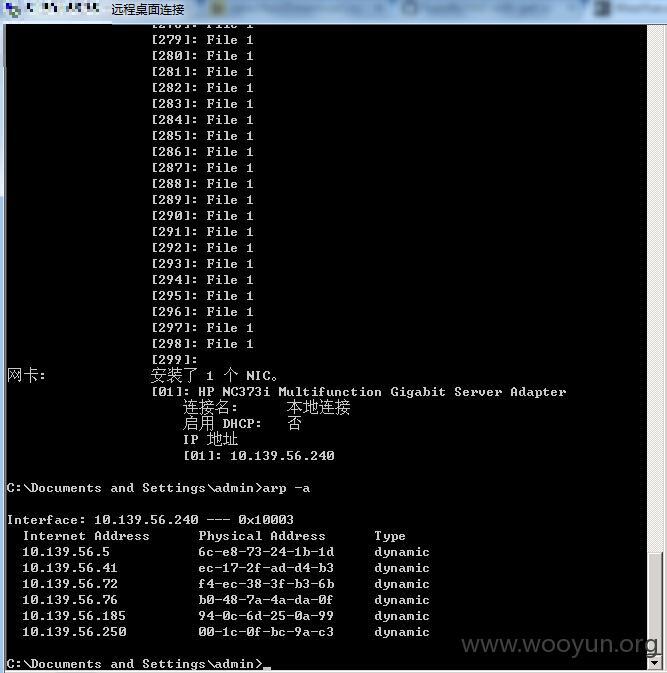 远程桌面连接
[279]: File 1
[280]: File 1
[281]: File 1
[282]: File 1
[283]: File 1
[284]: File 1
[285]: File 1
[286]: File 1
[287]: File 1
[288]: File 1
[289]: File 1
[290]: File 1
[291]: File 1
[292]: File 1
[293]: File 1
[294]: File 1
[295]: File 1
[296]: File 1
[297]: File 1
[298]: File 1
[299]:
网卡: 安装了 1 个 NIC。
[01]: HP NC373i Multifunction Gigabit Server Adapter
连接名: 本地连接
启用 DHCP: 否
IP 地址
[01]: 10.139.56.240
C:\Documents and Settings\admin>arp -a
Interface: 10.139.56.240 --- 0x10003
Internet Address Physical Address Type
10.139.56.5 6c-e8-73-24-1b-1d dynamic
10.139.56.41 ec-17-2f-ad-d4-b3 dynamic
10.139.56.72 f4-ec-38-3f-b3-6b dynamic
10.139.56.76 b0-48-7a-4a-da-0f dynamic
10.139.56.185 94-0c-6d-25-0a-99 dynamic
10.139.56.250 00-1c-0f-bc-9a-c3 dynamic
www.wooyun.org
C:\Documents and Settings\admin>_